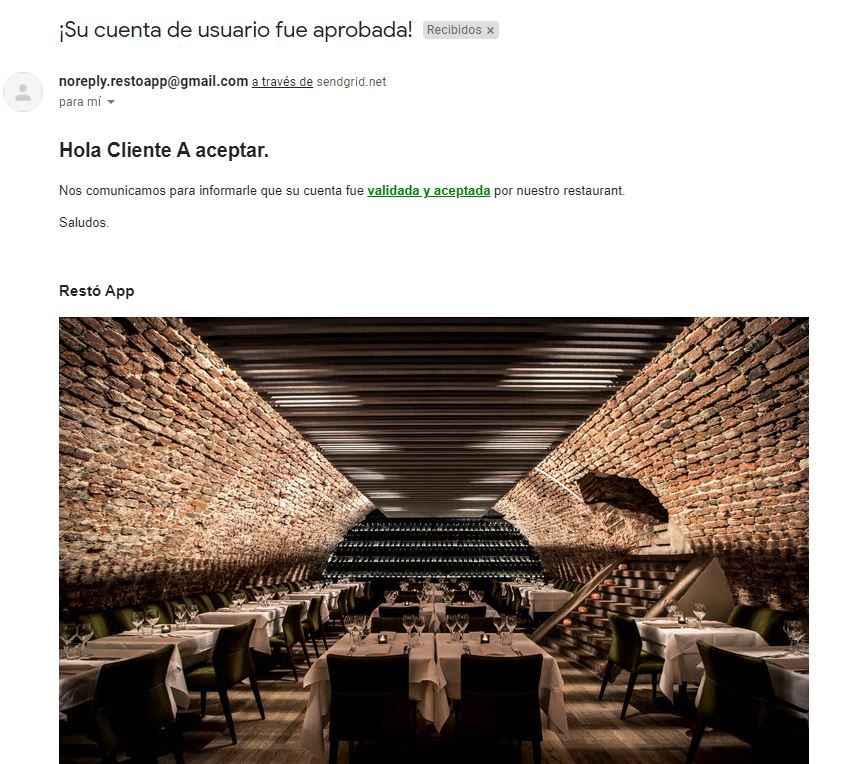 ¡Su cuenta de usuario fue aprobada! Recibidos x
noreply.restoapp@gmail.com a través de sendgrid.net
para mí
Hola Cliente A aceptar.
Nos comunicamos para informarle que su cuenta fue validada y aceptada por nuestro restaurant.
Saludos.
Restó App